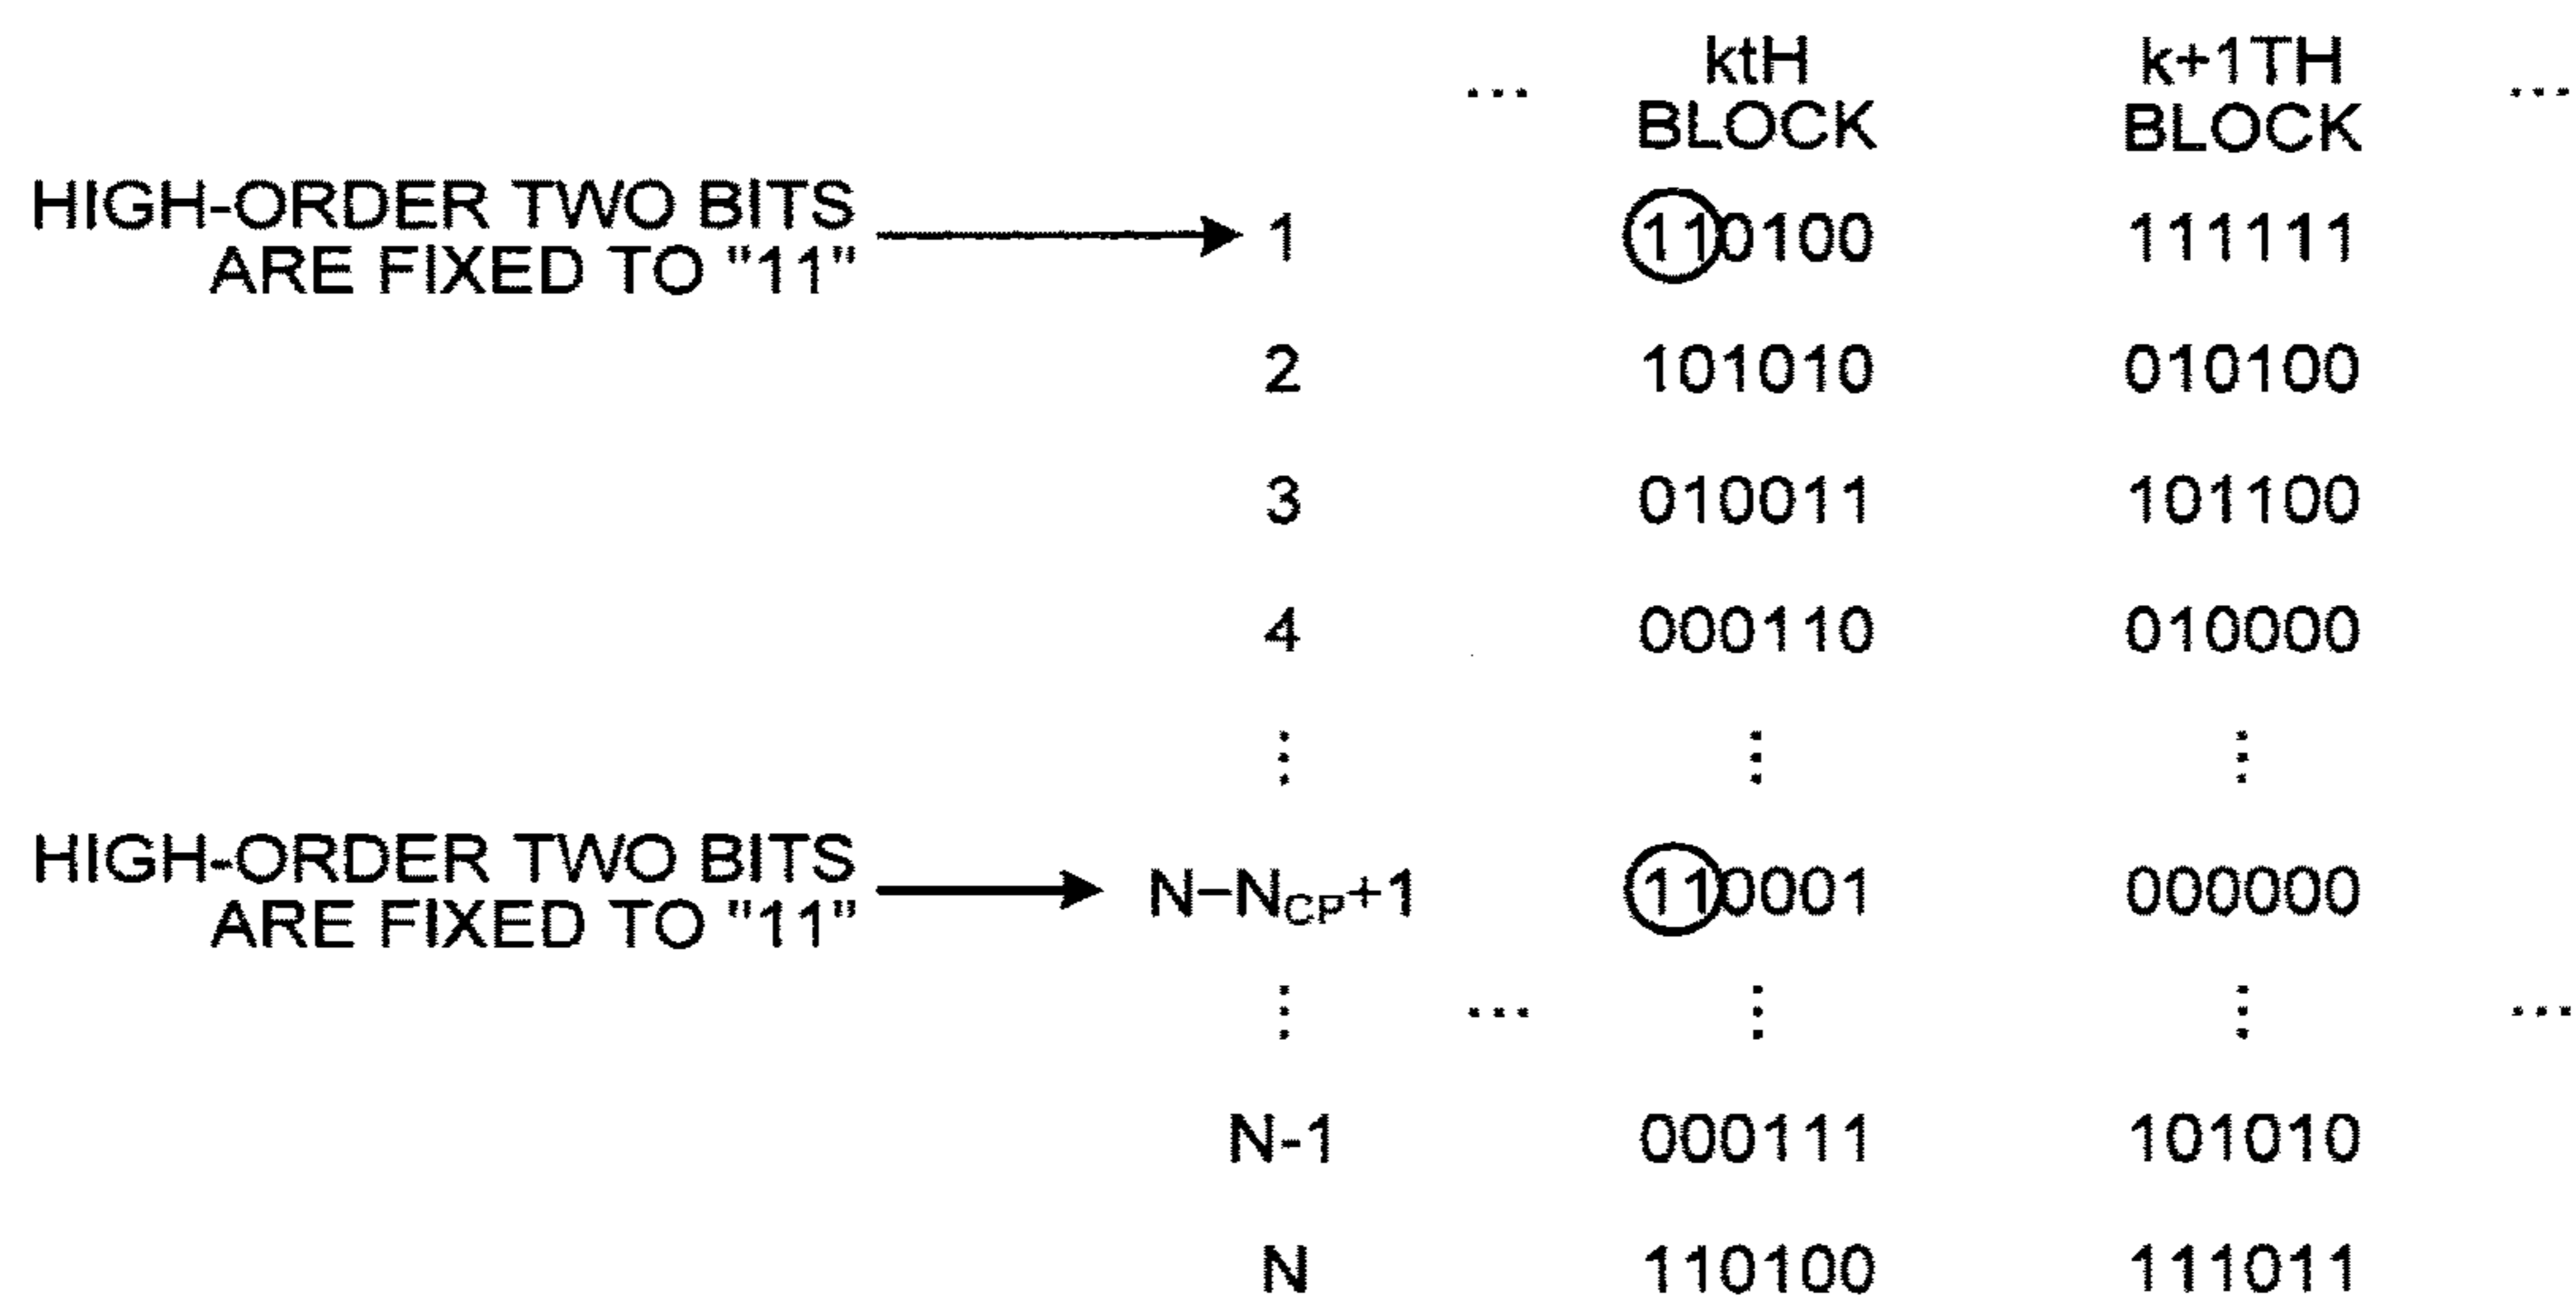 ... ktH k+1TH ...
BLOCK BLOCK
HIGH-ORDER TWO BITS
ARE FIXED TO "11" 1 110100 111111
2 101010 010100
3 010011 101100
4 000110 010000
⋮ ⋮ ⋮
HIGH-ORDER TWO BITS
ARE FIXED TO "11" N−N_CP+1 110001 000000
⋮ ... ⋮ ⋮ ...
N-1 000111 101010
N 110100 111011